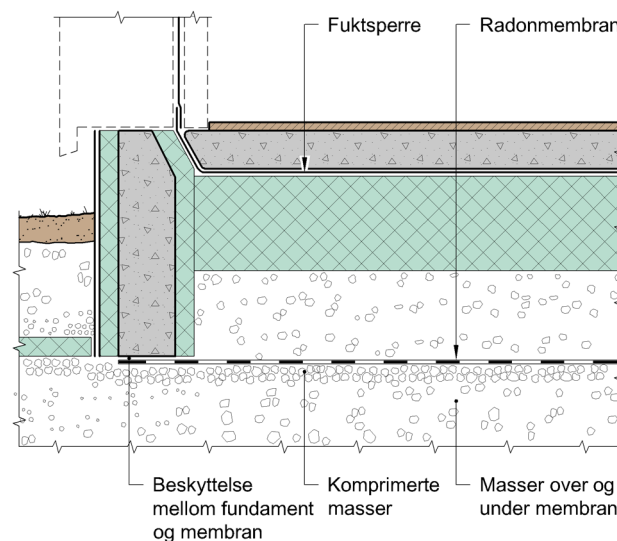 Fuktsperre
Radonmembran
Beskyttelse
mellom fundament
og membran
Komprimerte
masser
Masser over og
under membran